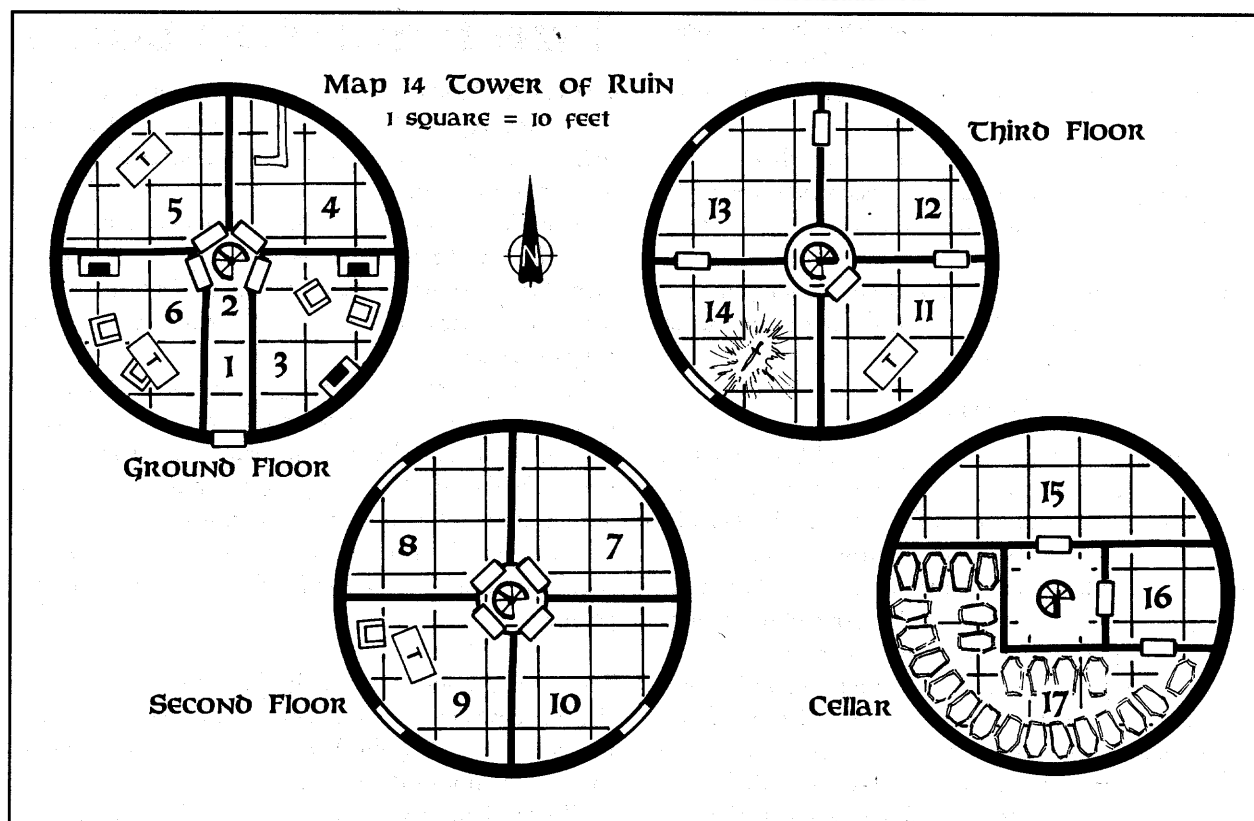 Map 14 Tower of Ruin
1 square = 10 feet
N
Ground Floor
T
5
4
6
2
T
1
3
Third Floor
13
12
14
11
T
Second Floor
8
7
T
9
10
Cellar
15
16
17